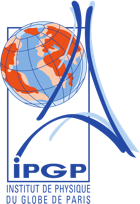 iPGP
INSTITUT DE PHYSIQUE
DU GLOBE DE PARIS